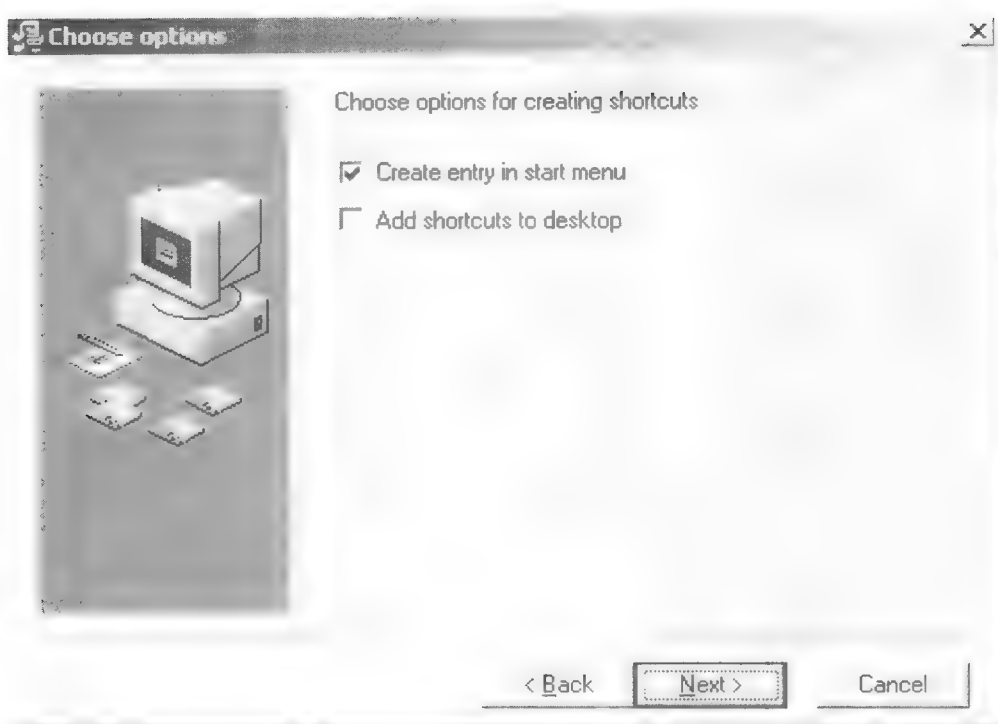 Choose options
Choose options for creating shortcuts
Create entry in start menu
Add shortcuts to desktop
< Back
Next >
Cancel